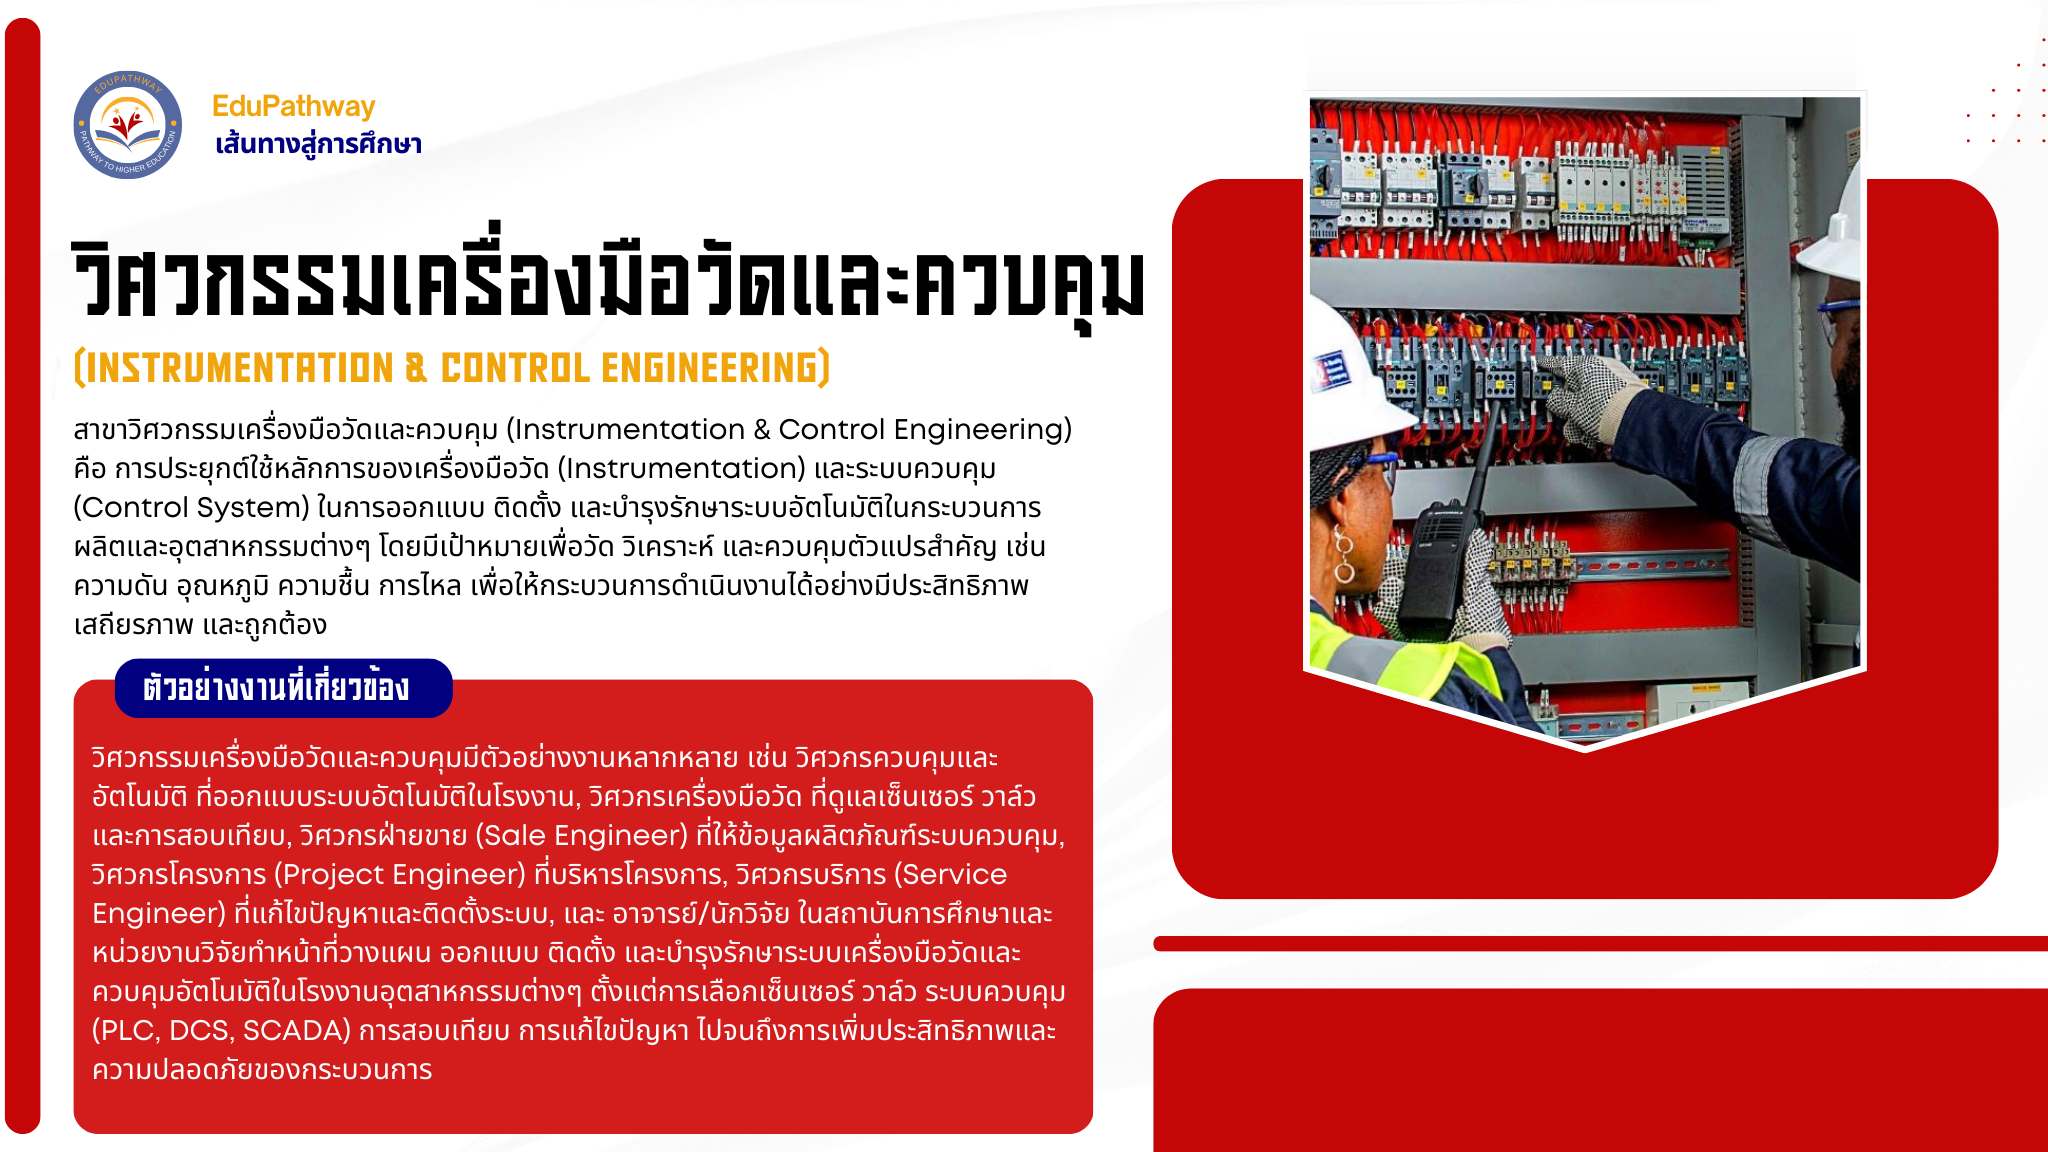 EDUPATHWAY
PATHWAY TO HIGHER EDUCATION
EduPathway
เส้นทางสู่การศึกษา
วิศวกรรมเครื่องมือวัดและควบคุม
(INSTRUMENTATION & CONTROL ENGINEERING)
สาขาวิศวกรรมเครื่องมือวัดและควบคุม (Instrumentation & Control Engineering)
คือ การประยุกต์ใช้หลักการของเครื่องมือวัด (Instrumentation) และระบบควบคุม
(Control System) ในการออกแบบ ติดตั้ง และบำรุงรักษาระบบอัตโนมัติในกระบวนการ
ผลิตและอุตสาหกรรมต่างๆ โดยมีเป้าหมายเพื่อวัด วิเคราะห์ และควบคุมตัวแปรสำคัญ เช่น
ความดัน อุณหภูมิ ความชื้น การไหล เพื่อให้กระบวนการดำเนินงานได้อย่างมีประสิทธิภาพ
เสถียรภาพ และถูกต้อง
ตัวอย่างงานที่เกี่ยวข้อง
วิศวกรรมเครื่องมือวัดและควบคุมมีตัวอย่างงานหลากหลาย เช่น วิศวกรควบคุมและ
อัตโนมัติ ที่ออกแบบระบบอัตโนมัติในโรงงาน, วิศวกรเครื่องมือวัด ที่ดูแลเซ็นเซอร์ วาล์ว
และการสอบเทียบ, วิศวกรฝ่ายขาย (Sale Engineer) ที่ให้ข้อมูลผลิตภัณฑ์ระบบควบคุม,
วิศวกรโครงการ (Project Engineer) ที่บริหารโครงการ, วิศวกรบริการ (Service
Engineer) ที่แก้ไขปัญหาและติดตั้งระบบ, และ อาจารย์/นักวิจัย ในสถาบันการศึกษาและ
หน่วยงานวิจัยทำหน้าที่วางแผน ออกแบบ ติดตั้ง และบำรุงรักษาระบบเครื่องมือวัดและ
ควบคุมอัตโนมัติในโรงงานอุตสาหกรรมต่างๆ ตั้งแต่การเลือกเซ็นเซอร์ วาล์ว ระบบควบคุม
(PLC, DCS, SCADA) การสอบเทียบ การแก้ไขปัญหา ไปจนถึงการเพิ่มประสิทธิภาพและ
ความปลอดภัยของกระบวนการ